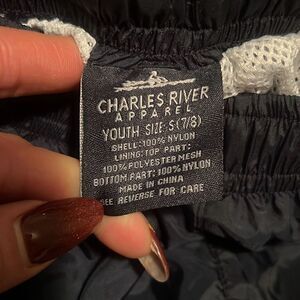 CHARLES RIVER
APPAREL
YOUTH SIZE: S (7/8)
SHELL: 100% NYLON
LINING: TOP PART:
100% POLYESTER MESH
BOTTOM PART: 100% NYLON
MADE IN CHINA
SEE REVERSE FOR CARE